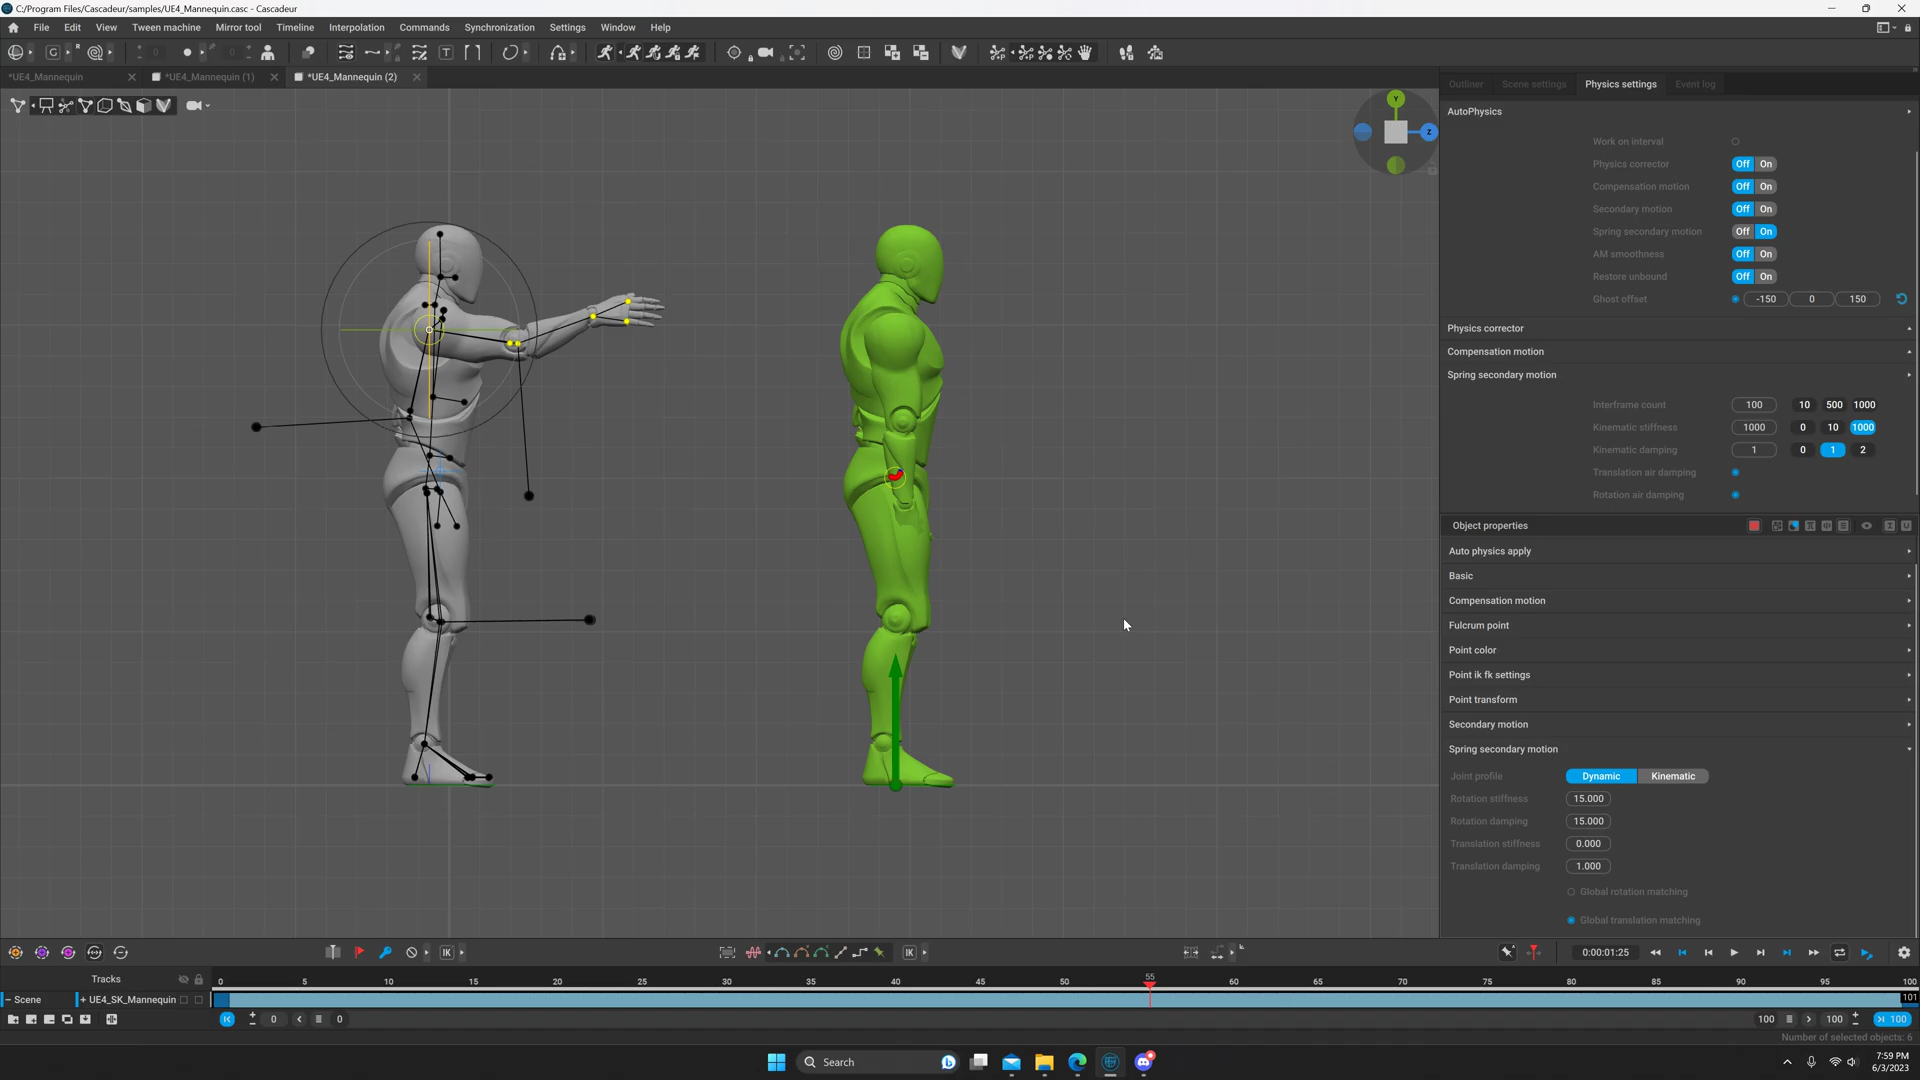 C:/Program Files/Cascadeur/samples/UE4_Mannequin.casc - Cascadeur
File Edit View Tween machine Mirror tool Timeline Interpolation Commands Synchronization Settings Window Help
*UE4_Mannequin *UE4_Mannequin (1) *UE4_Mannequin (2)
Outliner Scene settings Physics settings Event log
Y
Z
AutoPhysics
Work on interval
Physics corrector Off On
Compensation motion Off On
Secondary motion Off On
Spring secondary motion Off On
AM smoothness Off On
Restore unbound Off On
Ghost offset -150 0 150
Physics corrector
Compensation motion
Spring secondary motion
Interframe count 100 10 500 1000
Kinematic stiffness 1000 0 10 1000
Kinematic damping 1 0 1 2
Translation air damping
Rotation air damping
Object properties
Auto physics apply
Basic
Compensation motion
Fulcrum point
Point color
Point ik fk settings
Point transform
Secondary motion
Spring secondary motion
Joint profile Dynamic Kinematic
Rotation stiffness 15.000
Rotation damping 15.000
Translation stiffness 0.000
Translation damping 1.000
Global rotation matching
Global translation matching
IK IK 0:00:01:25
Tracks 0 5 10 15 20 25 30 35 40 45 50 55 60 65 70 75 80 85 90 95 100
Scene + UE4_SK_Mannequin 101
0 0 100 100 100
Number of selected objects: 6
Search
7:59 PM
6/3/2023